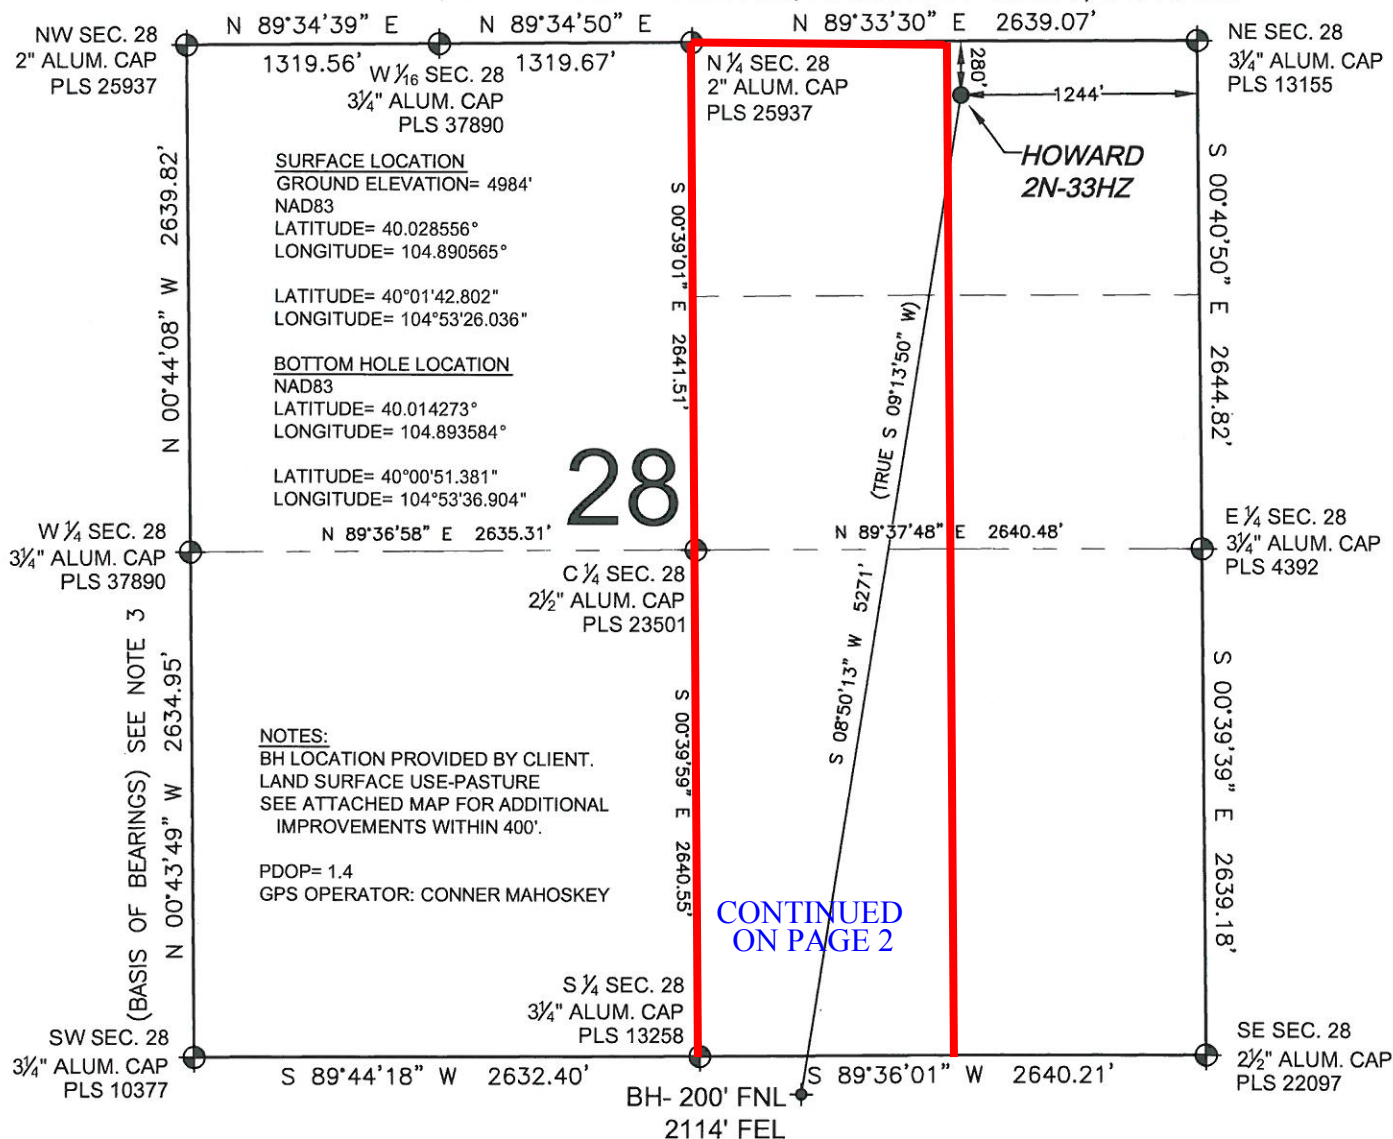 N 89°34'39" E
1319.56'
N 89°34'50" E
1319.67'
N 89°33'30" E 2639.07'
NW SEC. 28
2" ALUM. CAP
PLS 25937
W 1/16 SEC. 28
3¼" ALUM. CAP
PLS 37890
N ¼ SEC. 28
2" ALUM. CAP
PLS 25937
NE SEC. 28
3¼" ALUM. CAP
PLS 13155
280'
1244'
HOWARD
2N-33HZ
SURFACE LOCATION
GROUND ELEVATION= 4984'
NAD83
LATITUDE= 40.028556°
LONGITUDE= 104.890565°
LATITUDE= 40°01'42.802"
LONGITUDE= 104°53'26.036"
BOTTOM HOLE LOCATION
NAD83
LATITUDE= 40.014273°
LONGITUDE= 104.893584°
LATITUDE= 40°00'51.381"
LONGITUDE= 104°53'36.904"
N 00°44'08" W 2639.82'
S 00°39'01" E 2641.51'
S 00°40'50" E 2644.82'
(TRUE S 09°13'50" W)
28
N 89°36'58" E 2635.31'
N 89°37'48" E 2640.48'
W ¼ SEC. 28
3¼" ALUM. CAP
PLS 37890
C ¼ SEC. 28
2½" ALUM. CAP
PLS 23501
E ¼ SEC. 28
3¼" ALUM. CAP
PLS 4392
S 08°50'13" W 5271'
(BASIS OF BEARINGS) SEE NOTE 3
N 00°43'49" W 2634.95'
S 00°39'59" E 2640.55'
S 00°39'39" E 2639.18'
NOTES:
BH LOCATION PROVIDED BY CLIENT.
LAND SURFACE USE-PASTURE
SEE ATTACHED MAP FOR ADDITIONAL
IMPROVEMENTS WITHIN 400'.
PDOP= 1.4
GPS OPERATOR: CONNER MAHOSKEY
CONTINUED
ON PAGE 2
SW SEC. 28
3¼" ALUM. CAP
PLS 10377
S ¼ SEC. 28
3¼" ALUM. CAP
PLS 13258
SE SEC. 28
2½" ALUM. CAP
PLS 22097
S 89°44'18" W 2632.40'
S 89°36'01" W 2640.21'
BH- 200' FNL
2114' FEL